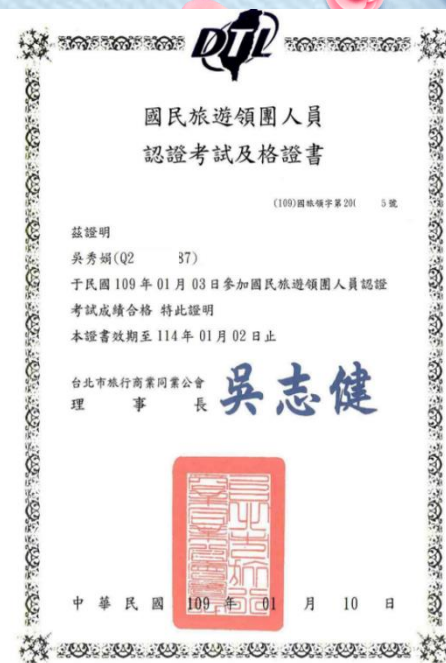 DTL
國民旅遊領團人員
認證考試及格證書
(109)國旅領字第20( 5號
茲證明
吳秀娟(Q2 87)
于民國109年01月03日參加國民旅遊領團人員認證
考試成績合格 特此證明
本證書效期至114年01月02日止
台北市旅行商業同業公會
理事長 吳志健
中華民國 109 年 01 月 10 日